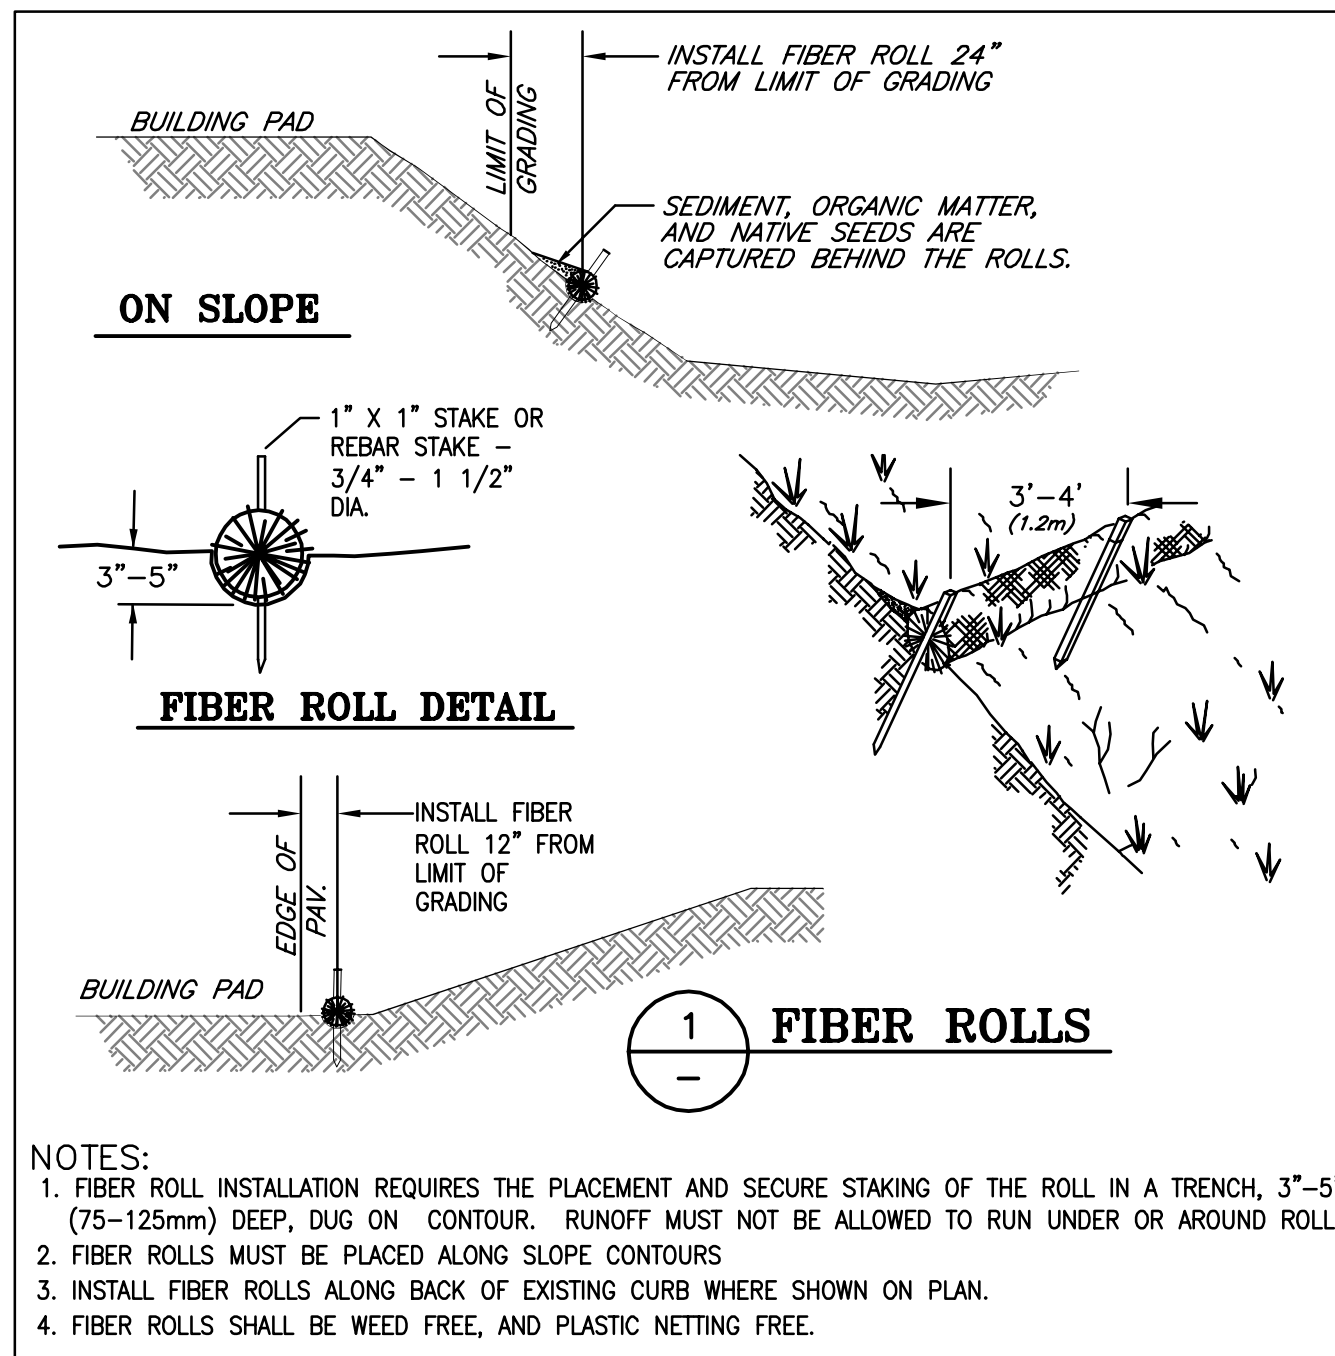 INSTALL FIBER ROLL 24"
FROM LIMIT OF GRADING
LIMIT OF
GRADING
BUILDING PAD
SEDIMENT, ORGANIC MATTER,
AND NATIVE SEEDS ARE
CAPTURED BEHIND THE ROLLS.
ON SLOPE
1" X 1" STAKE OR
REBAR STAKE –
3/4" – 1 1/2"
DIA.
3"–5"
FIBER ROLL DETAIL
3'–4'
(1.2m)
INSTALL FIBER
ROLL 12" FROM
LIMIT OF
GRADING
EDGE OF
PAV.
BUILDING PAD
1
–
FIBER ROLLS
NOTES:
1. FIBER ROLL INSTALLATION REQUIRES THE PLACEMENT AND SECURE STAKING OF THE ROLL IN A TRENCH, 3"–5"
(75–125mm) DEEP, DUG ON CONTOUR. RUNOFF MUST NOT BE ALLOWED TO RUN UNDER OR AROUND ROLL
2. FIBER ROLLS MUST BE PLACED ALONG SLOPE CONTOURS
3. INSTALL FIBER ROLLS ALONG BACK OF EXISTING CURB WHERE SHOWN ON PLAN.
4. FIBER ROLLS SHALL BE WEED FREE, AND PLASTIC NETTING FREE.